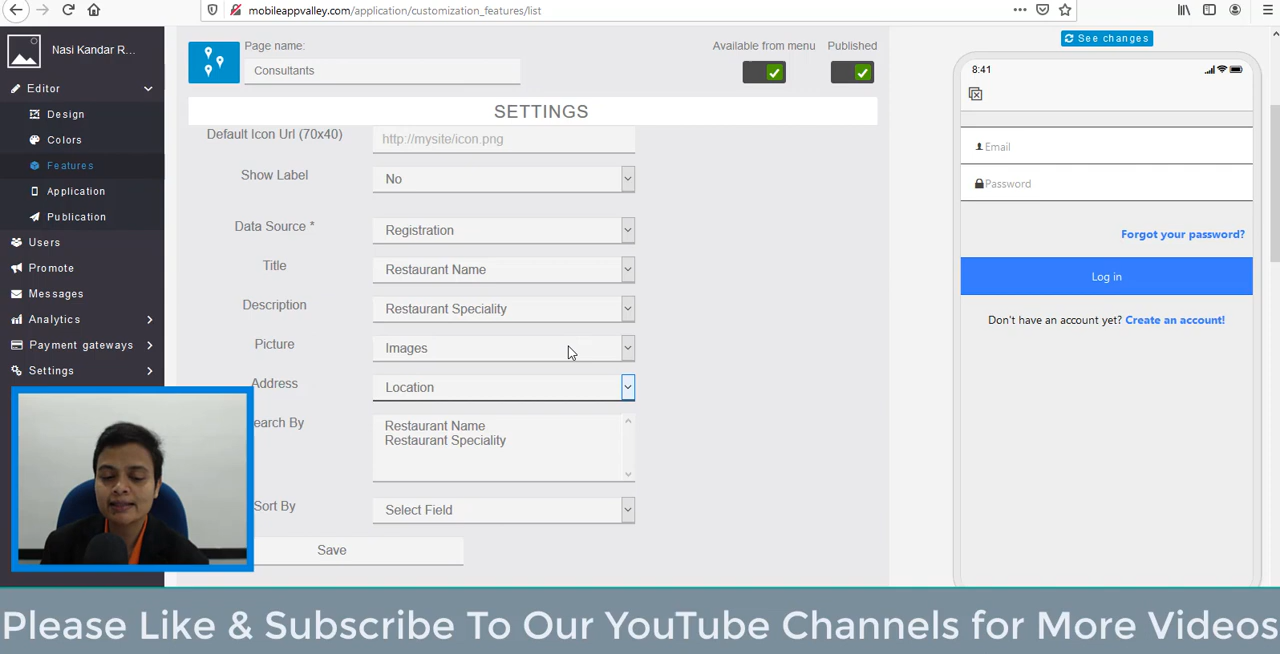 mobileappvalley.com/application/customization_features/list
Nasi Kandar R...
Editor
Design
Colors
Features
Application
Publication
Users
Promote
Messages
Analytics
Payment gateways
Settings
Page name:
Consultants
Available from menu
Published
SETTINGS
Default Icon Url (70x40)
http://mysite/icon.png
Show Label
No
Data Source *
Registration
Title
Restaurant Name
Description
Restaurant Speciality
Picture
Images
Address
Location
earch By
Restaurant Name
Restaurant Speciality
Sort By
Select Field
Save
See changes
8:41
Email
Password
Forgot your password?
Log in
Don't have an account yet? Create an account!
Please Like & Subscribe To Our YouTube Channels for More Videos